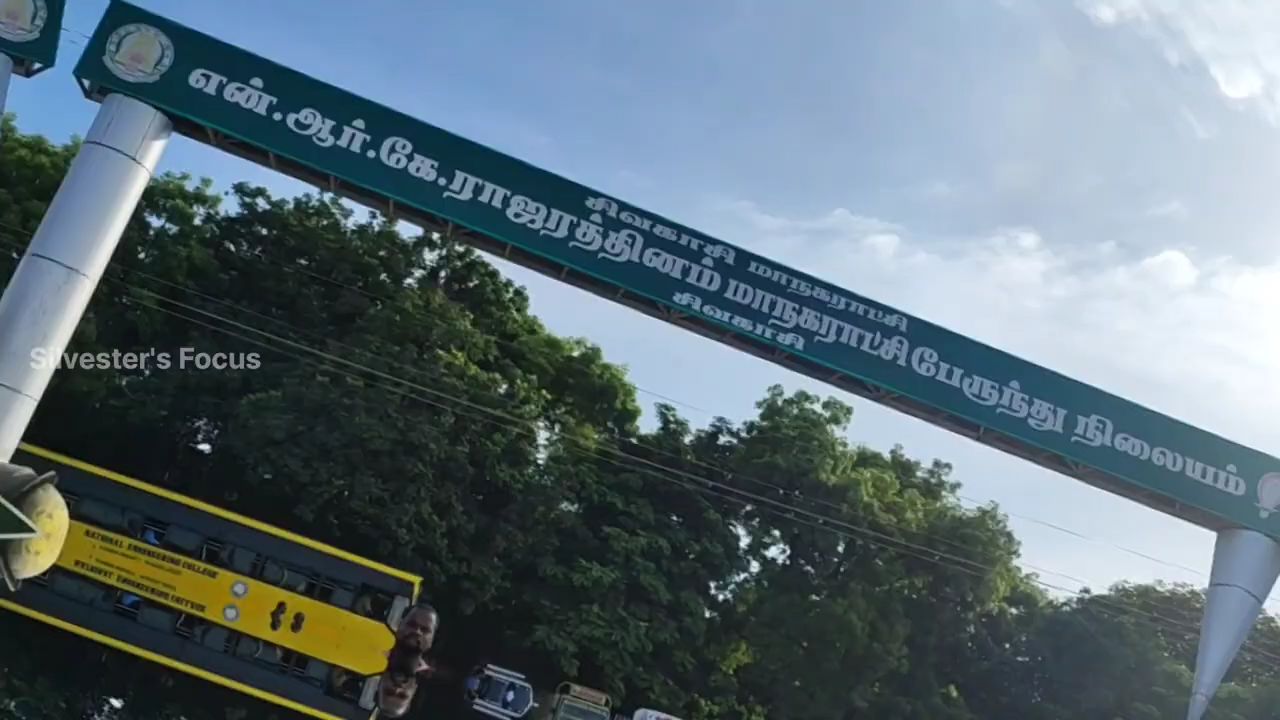 சிவகாசி மாநகராட்சி
என்.ஆர்.கே.ராஜரத்தினம் மாநகராட்சி பேருந்து நிலையம்
சிவகாசி
Silvester's Focus
NATIONAL ENGINEERING COLLEGE